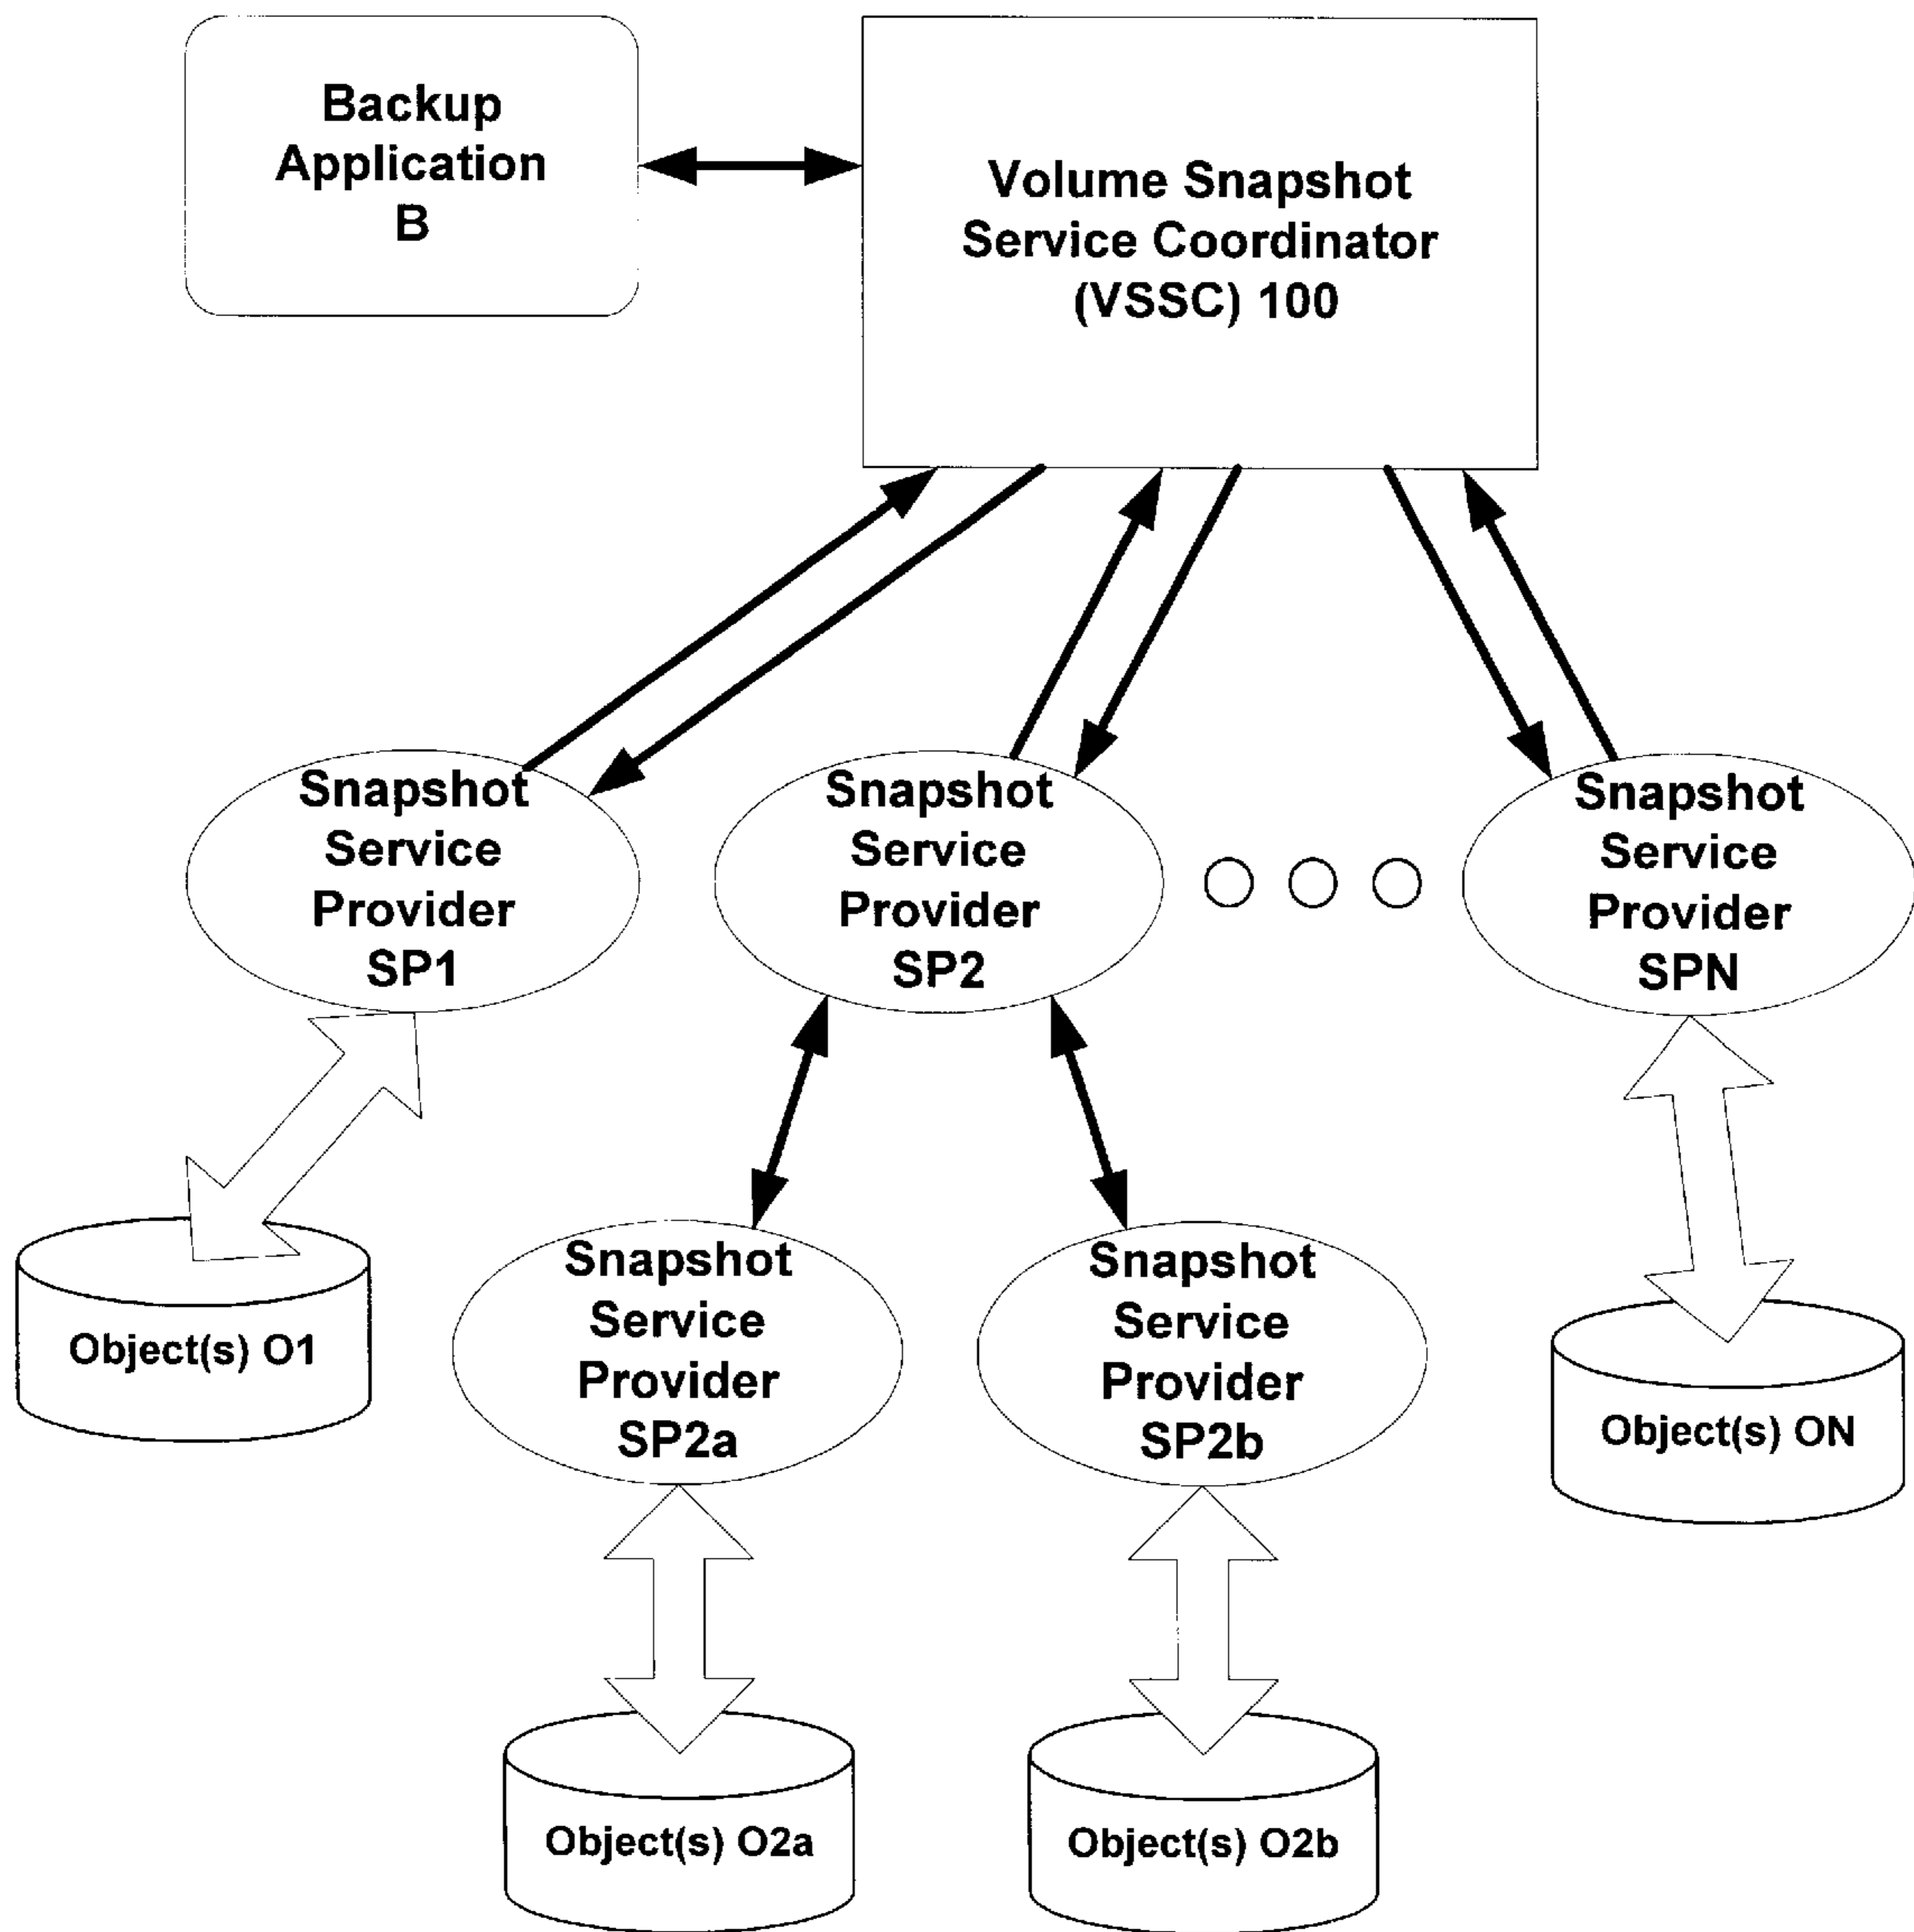 Backup
Application
B
Volume Snapshot
Service Coordinator
(VSSC) 100
Snapshot
Service
Provider
SP1
Snapshot
Service
Provider
SP2
Snapshot
Service
Provider
SPN
Object(s) O1
Snapshot
Service
Provider
SP2a
Snapshot
Service
Provider
SP2b
Object(s) ON
Object(s) O2a
Object(s) O2b